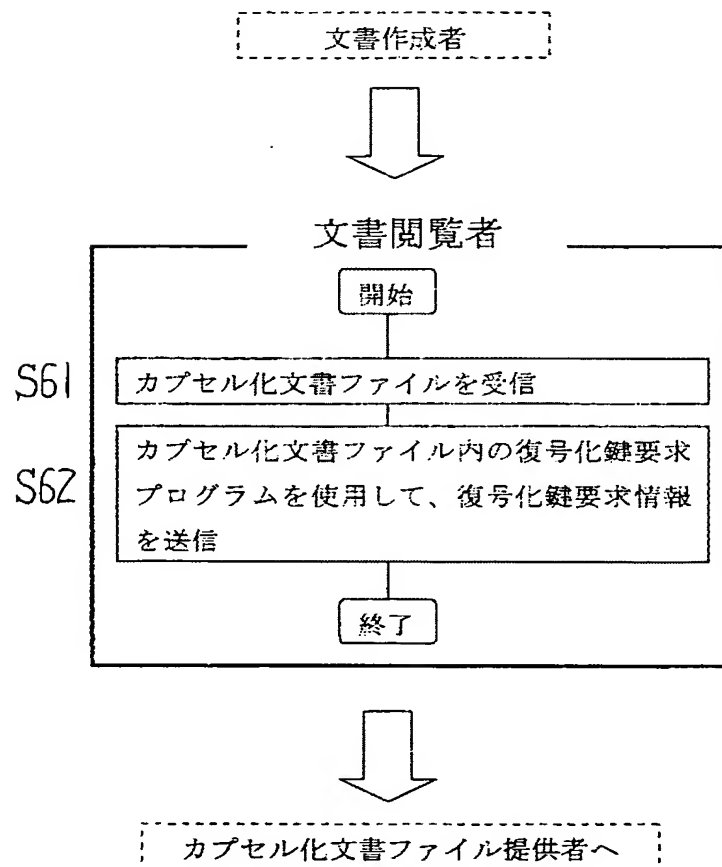 文書作成者
文書閲覧者
開始
S61
カプセル化文書ファイルを受信
S62
カプセル化文書ファイル内の復号化鍵要求
プログラムを使用して、復号化鍵要求情報
を送信
終了
カプセル化文書ファイル提供者へ